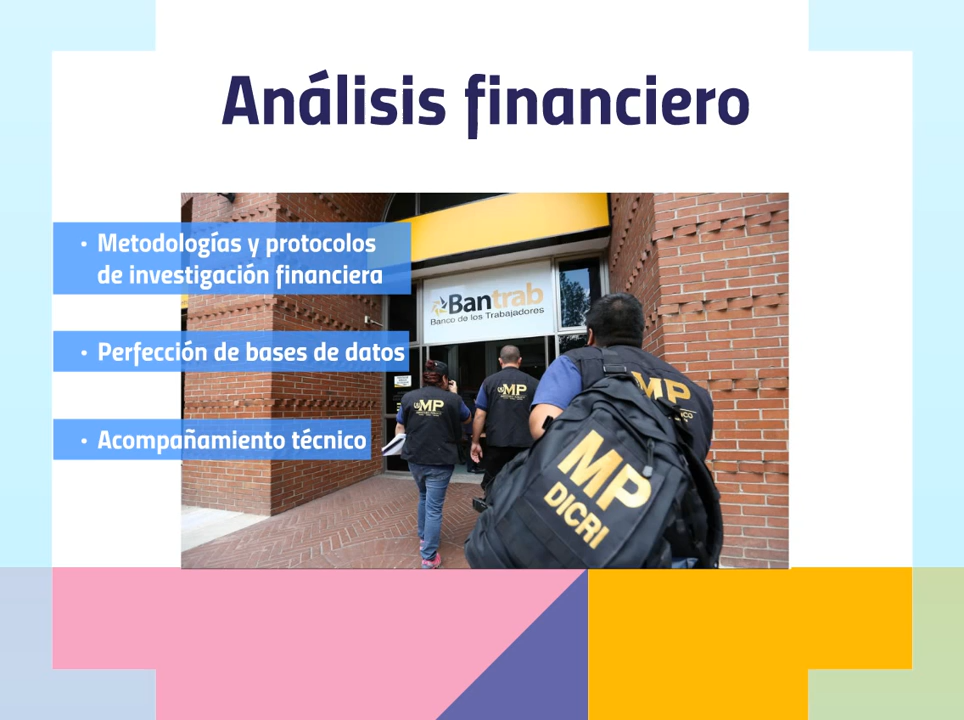 Análisis financiero
• Metodologías y protocolos
de investigación financiera
• Perfección de bases de datos
• Acompañamiento técnico
Bantrab
Banco de los Trabajadores
MP
MP
MP
MP
DICRI